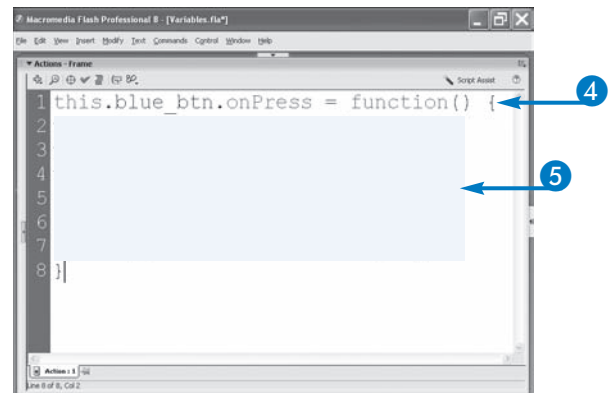 Macromedia Flash Professional 8 - [Variables.fla*]
File Edit View Insert Modify Text Commands Control Window Help
Actions - Frame
Script Assist
1 this.blue_btn.onPress = function() {
4
2
3
4
5
5
6
7
8 }
Action : 1
Line 8 of 8, Col 2